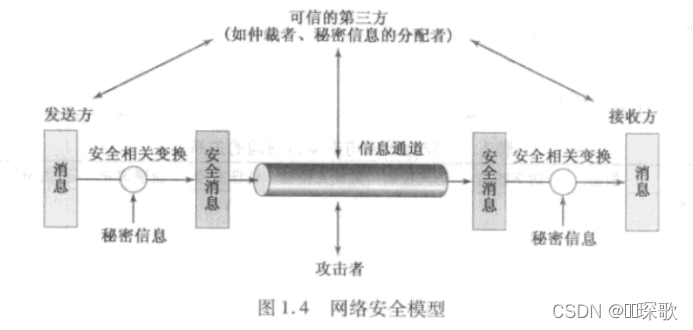 可信的第三方
(如仲裁者、秘密信息的分配者)
发送方
接收方
消息
安全相关变换
秘密信息
安全消息
信息通道
攻击者
安全消息
安全相关变换
秘密信息
消息
图1.4 网络安全模型
CSDN @琛歌